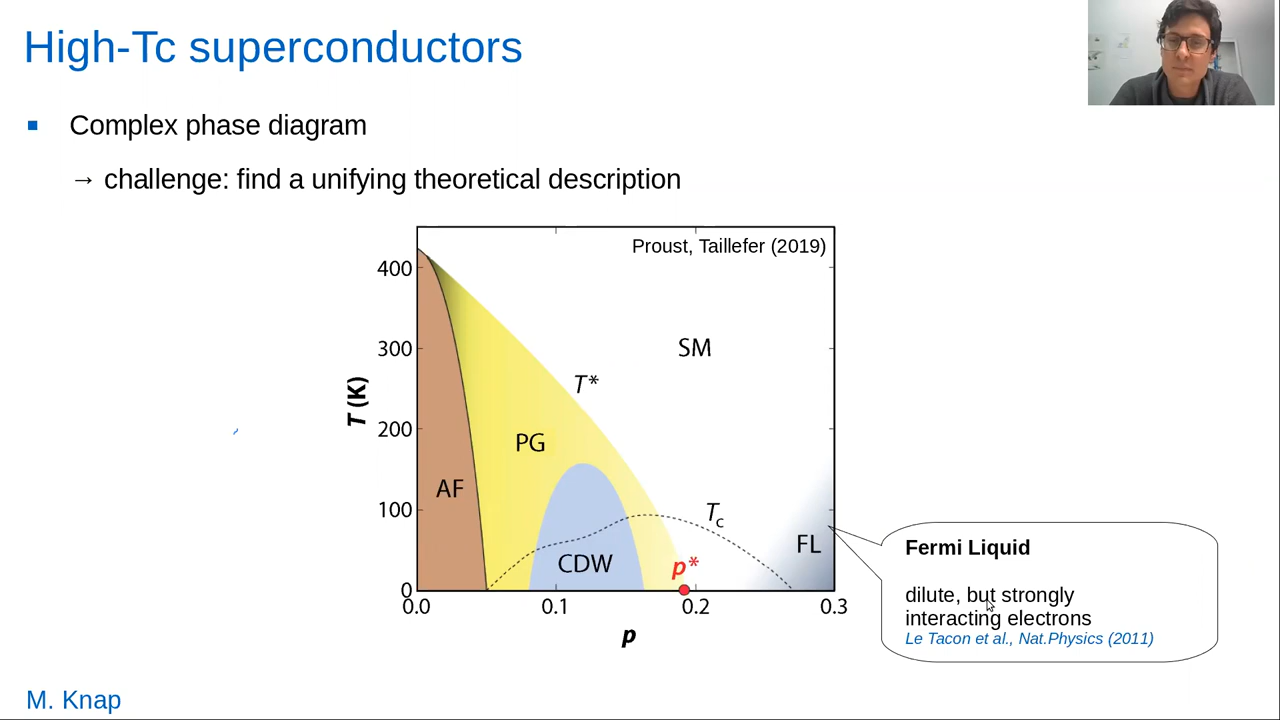 High-Tc superconductors
Complex phase diagram
→ challenge: find a unifying theoretical description
Proust, Taillefer (2019)
400
300
200
100
0
T (K)
SM
T*
PG
AF
Tc
CDW
FL
p*
0.0
0.1
0.2
0.3
p
Fermi Liquid
dilute, but strongly
interacting electrons
Le Tacon et al., Nat.Physics (2011)
M. Knap